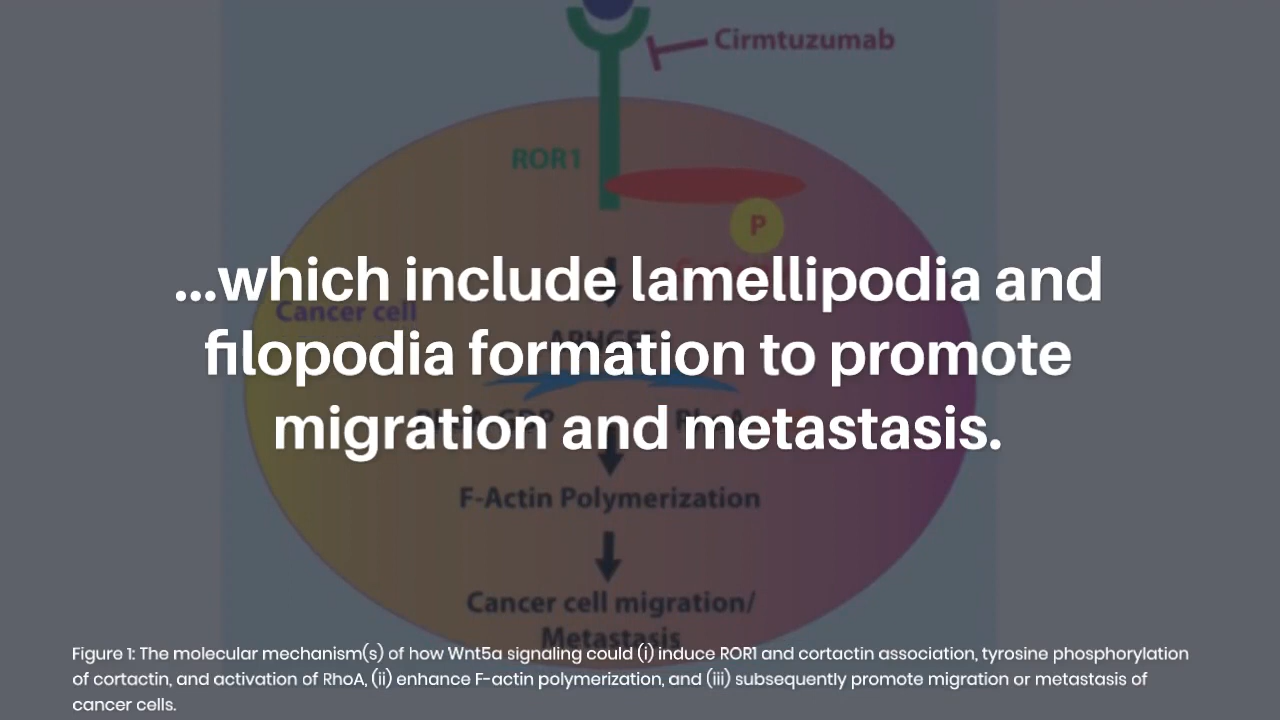 Cirmtuzumab
ROR1
P
...which include lamellipodia and
Cancer cell
filopodia formation to promote
migration and metastasis.
F-Actin Polymerization
Cancer cell migration/
Metastasis
Figure 1: The molecular mechanism(s) of how Wnt5a signaling could (i) induce ROR1 and cortactin association, tyrosine phosphorylation
of cortactin, and activation of RhoA, (ii) enhance F-actin polymerization, and (iii) subsequently promote migration or metastasis of
cancer cells.